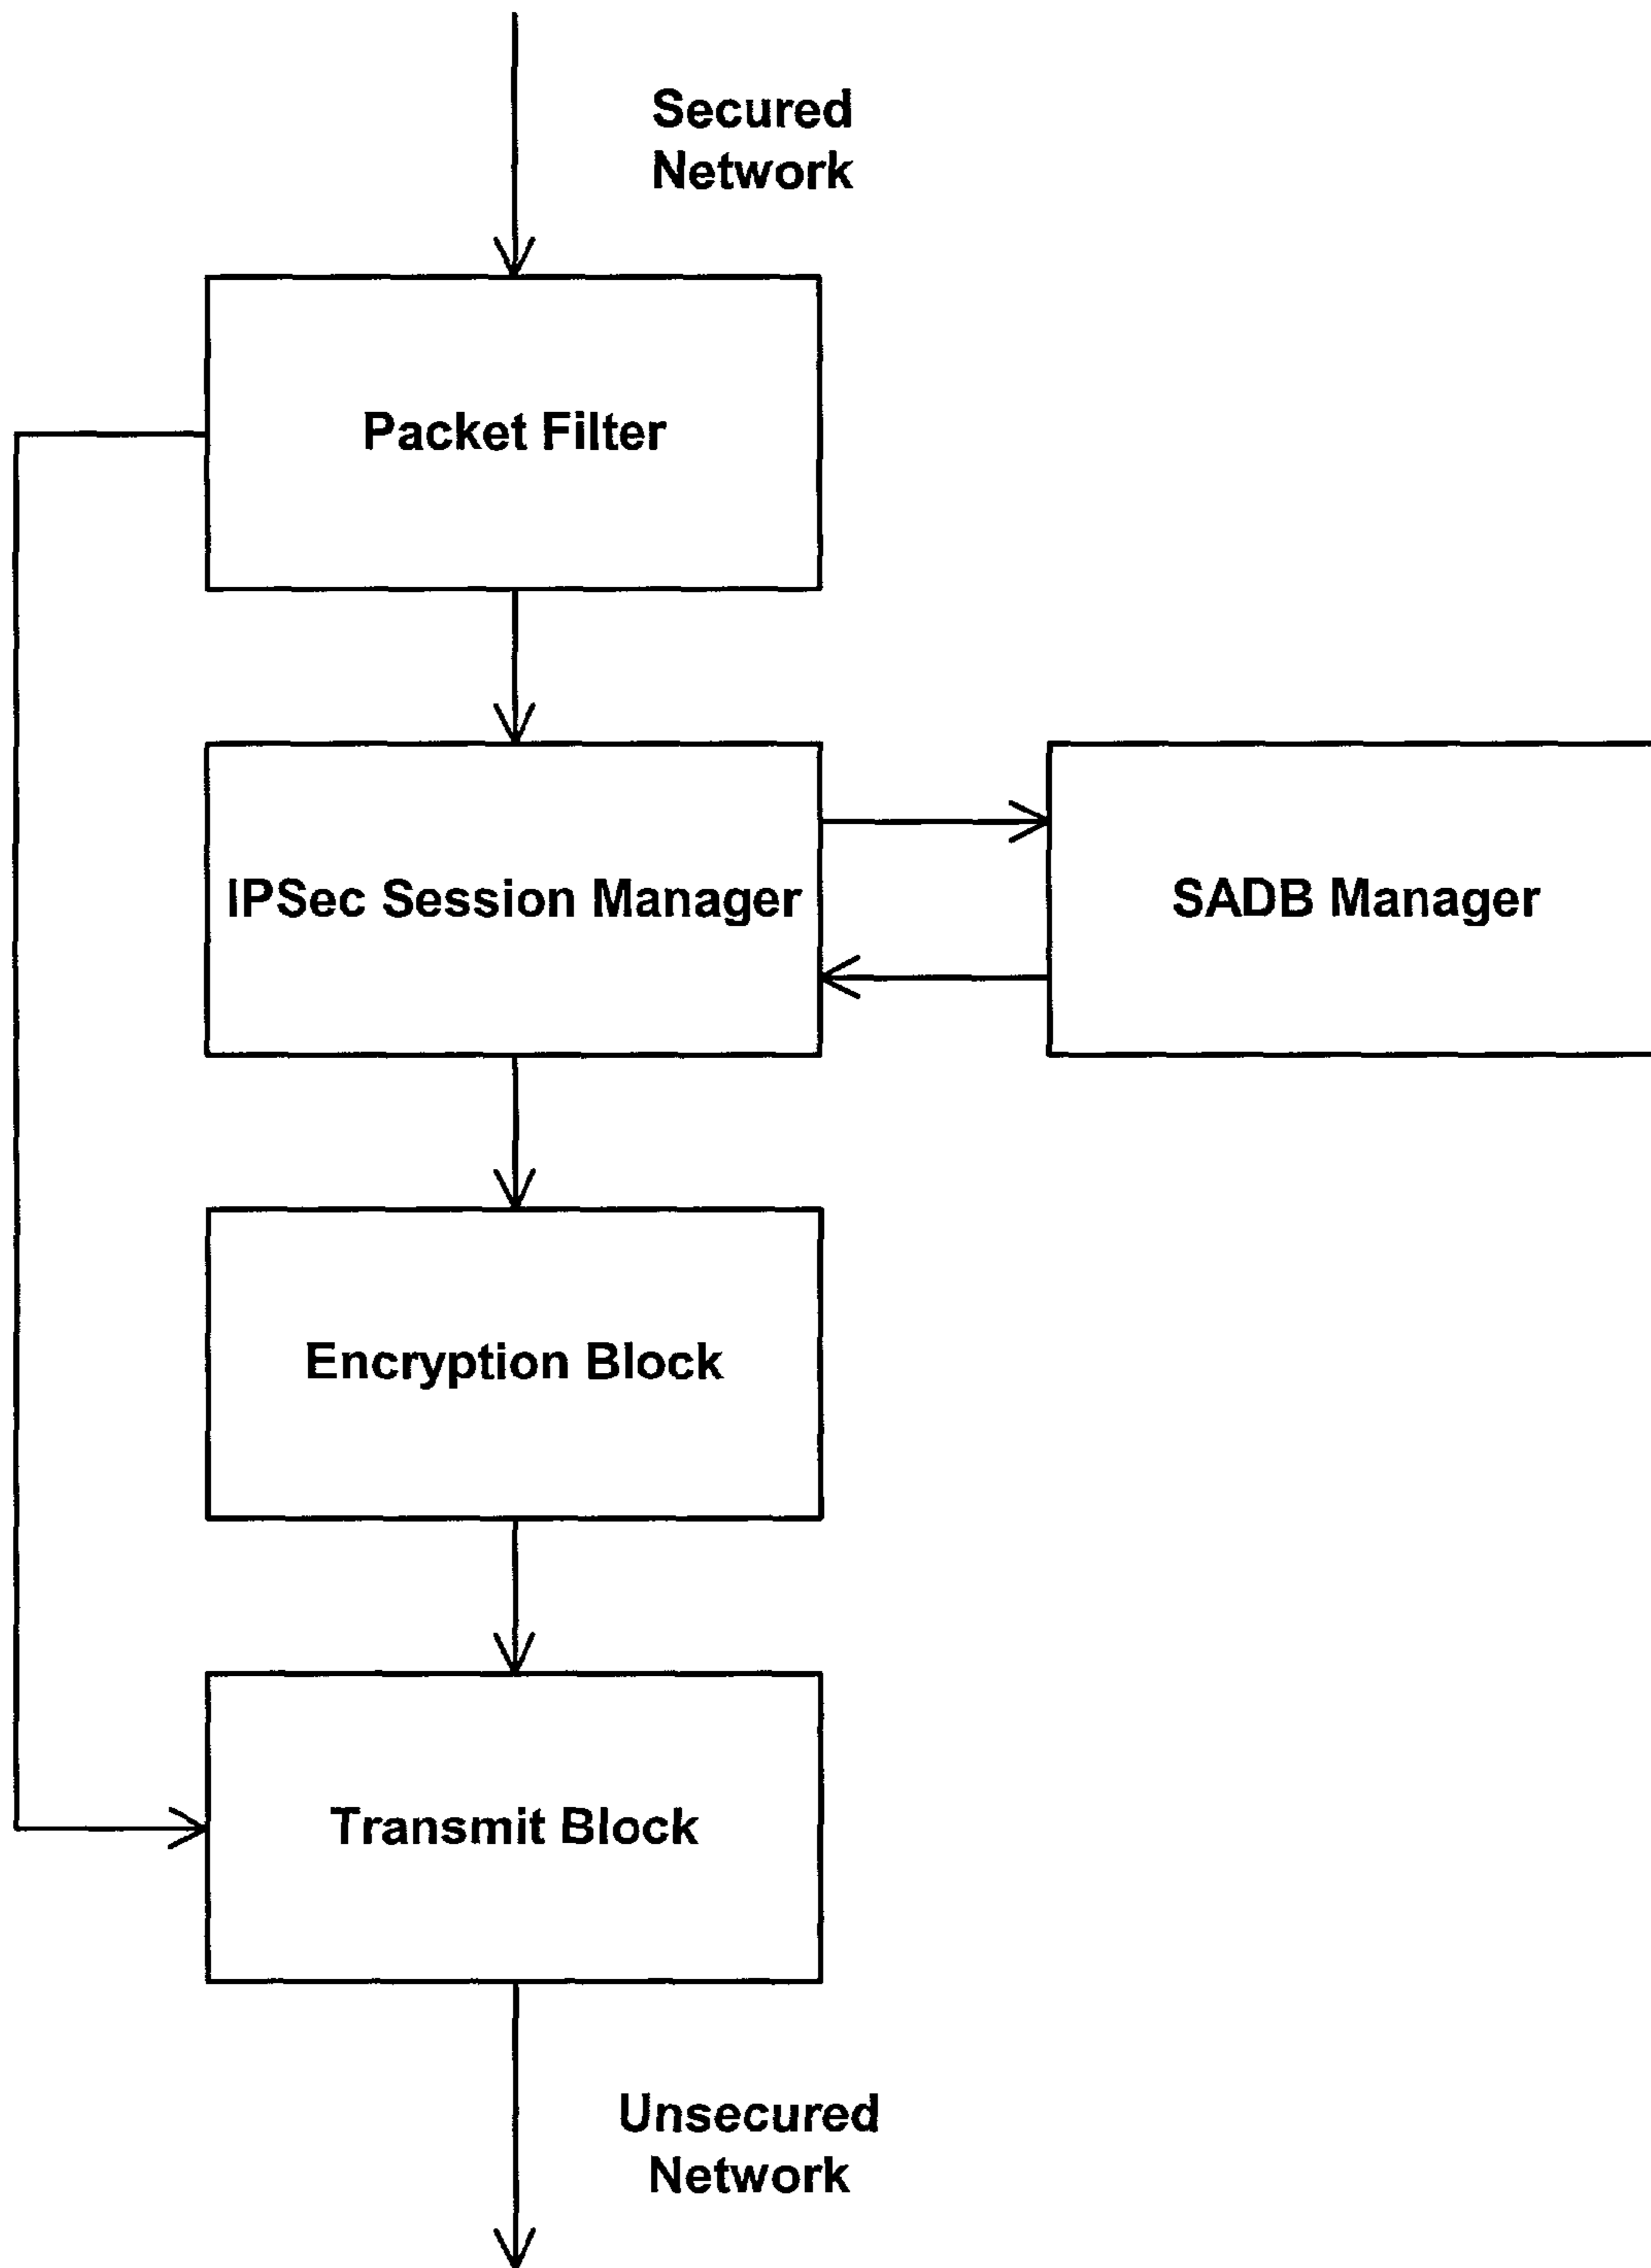 Secured
Network
Packet Filter
IPSec Session Manager
SADB Manager
Encryption Block
Transmit Block
Unsecured
Network